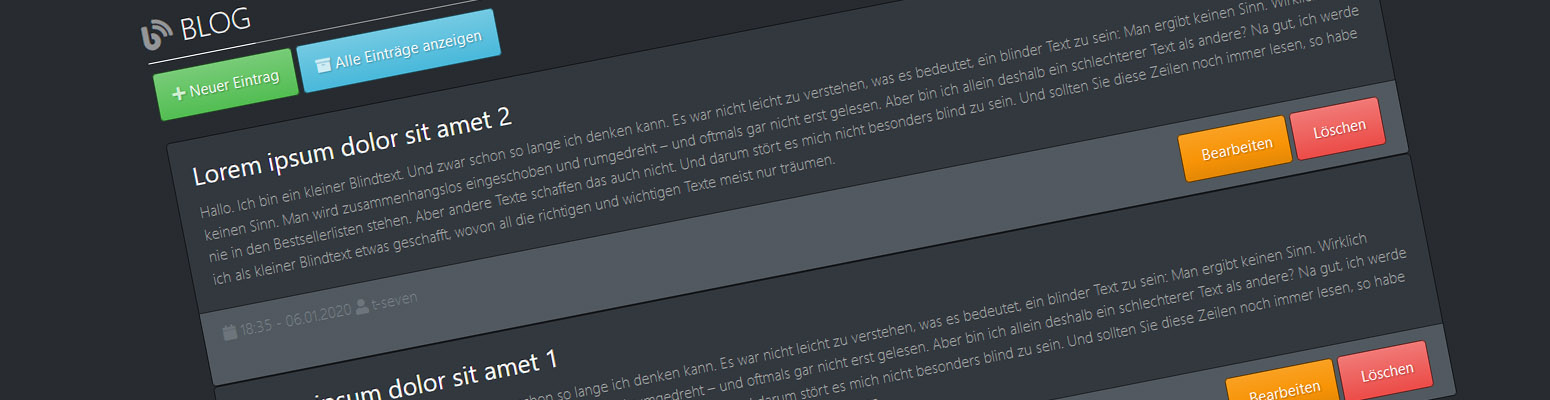 BLOG
Neuer Eintrag
Alle Einträge anzeigen
Lorem ipsum dolor sit amet 2
Hallo. Ich bin ein kleiner Blindtext. Und zwar schon so lange ich denken kann. Es war nicht leicht zu verstehen, was es bedeutet, ein blinder Text zu sein: Man ergibt keinen Sinn. Wirklich
keinen Sinn. Man wird zusammenhangslos eingeschoben und rumgedreht – und oftmals gar nicht erst gelesen. Aber bin ich allein deshalb ein schlechterer Text als andere? Na gut, ich werde
nie in den Bestsellerlisten stehen. Aber andere Texte schaffen das auch nicht. Und darum stört es mich nicht besonders blind zu sein. Und sollten Sie diese Zeilen noch immer lesen, so habe
ich als kleiner Blindtext etwas geschafft, wovon all die richtigen und wichtigen Texte meist nur träumen.
18:35 - 06.01.2020 t-seven
Bearbeiten
Löschen
ipsum dolor sit amet 1
so lange ich denken kann. Es war nicht leicht zu verstehen, was es bedeutet, ein blinder Text zu sein: Man ergibt keinen Sinn. Wirklich
rumgedreht – und oftmals gar nicht erst gelesen. Aber bin ich allein deshalb ein schlechterer Text als andere? Na gut, ich werde
darum stört es mich nicht besonders blind zu sein. Und sollten Sie diese Zeilen noch immer lesen, so habe
Bearbeiten
Löschen